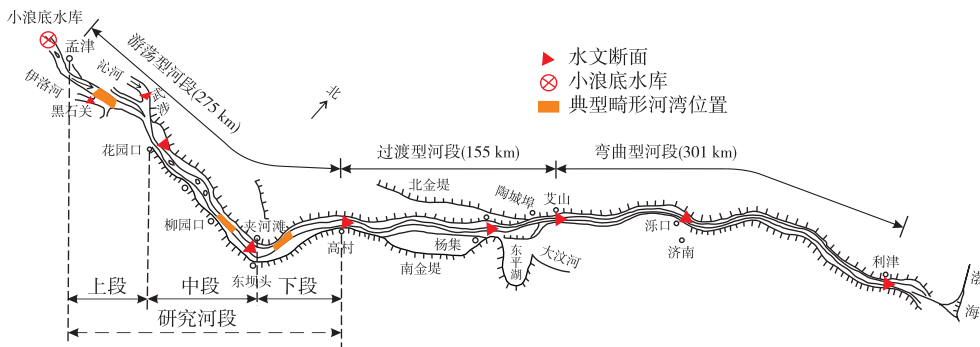 小浪底水库
孟津
沁河
武陟
伊洛河
黑石关
游荡型河段(275 km)
北
水文断面
小浪底水库
典型畸形河湾位置
花园口
过渡型河段(155 km)
弯曲型河段(301 km)
北金堤
陶城埠
艾山
柳园口
夹河滩
高村
杨集
东平湖
大汶河
泺口
济南
南金堤
东坝头
利津
渤海
上段
中段
下段
研究河段